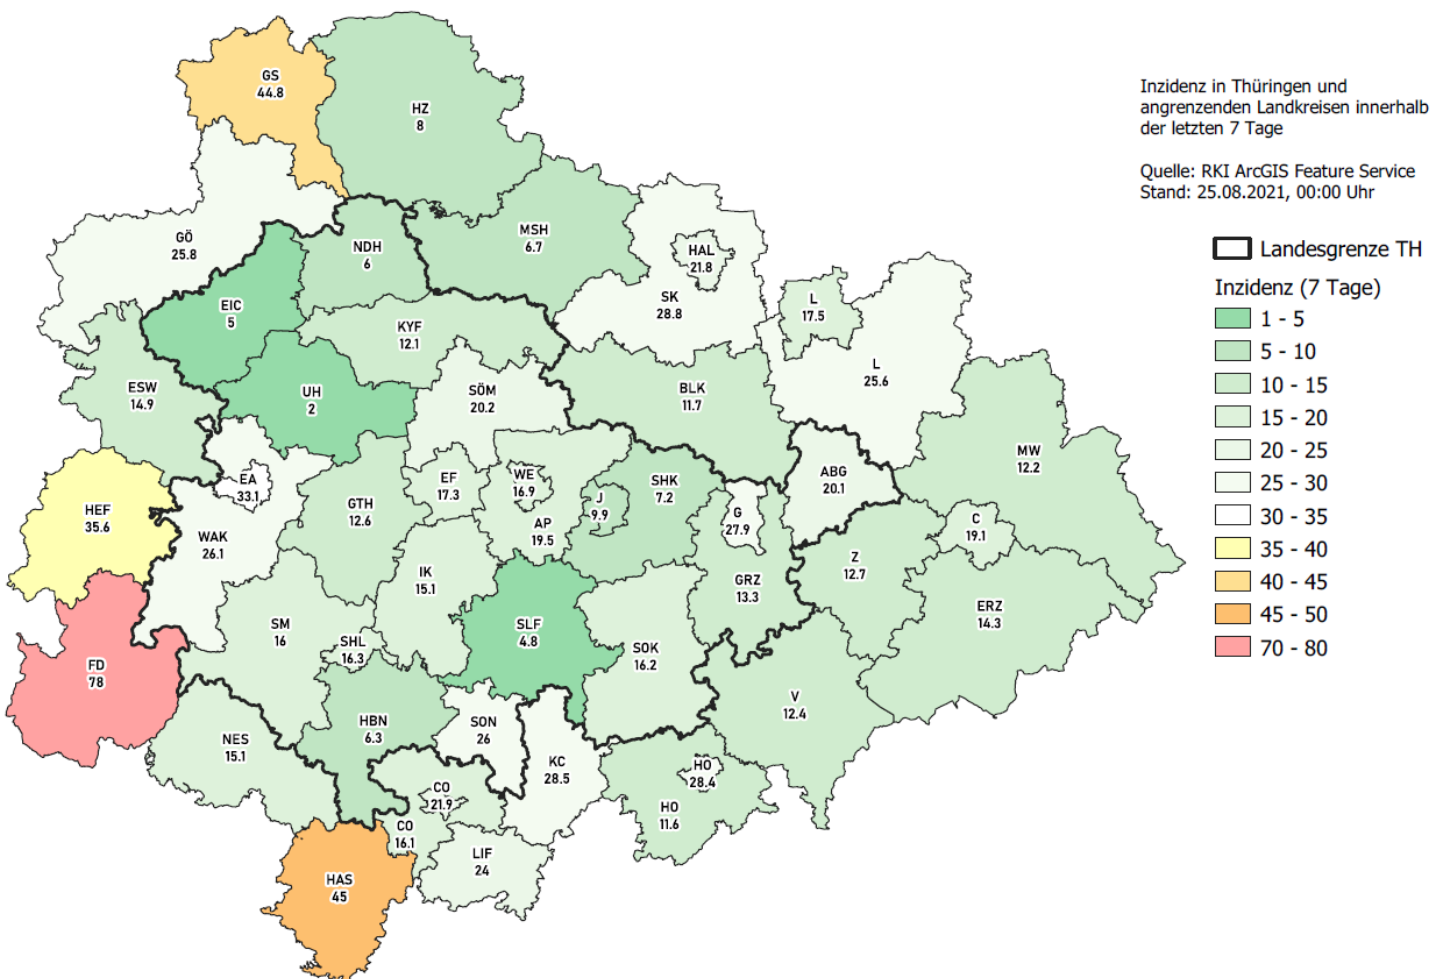 Inzidenz in Thüringen und
angrenzenden Landkreisen innerhalb
der letzten 7 Tage
Quelle: RKI ArcGIS Feature Service
Stand: 25.08.2021, 00:00 Uhr
Landesgrenze TH
Inzidenz (7 Tage)
1 - 5
5 - 10
10 - 15
15 - 20
20 - 25
25 - 30
30 - 35
35 - 40
40 - 45
45 - 50
70 - 80
GS
44.8
HZ
8
GÖ
25.8
NDH
6
MSH
6.7
HAL
21.8
SK
28.8
L
17.5
L
25.6
EIC
5
KYF
12.1
ESW
14.9
UH
2
SÖM
20.2
BLK
11.7
MW
12.2
ABG
20.1
EA
33.1
EF
17.3
WE
16.9
SHK
7.2
J
9.9
G
27.9
C
19.1
HEF
35.6
GTH
12.6
WAK
26.1
AP
19.5
Z
12.7
IK
15.1
GRZ
13.3
ERZ
14.3
SM
16
SHL
16.3
SLF
4.8
SOK
16.2
FD
78
V
12.4
NES
15.1
HBN
6.3
SON
26
KC
28.5
HO
28.4
HO
11.6
CO
21.9
CO
16.1
LIF
24
HAS
45